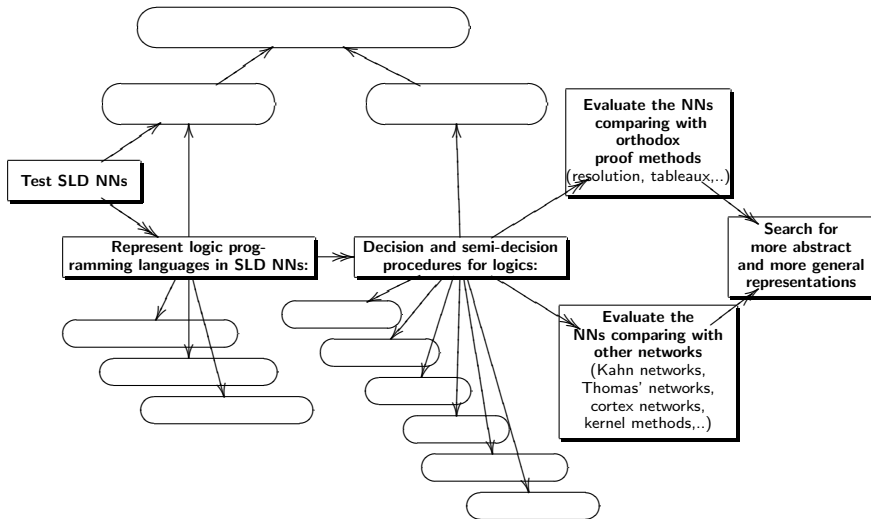 Evaluate the NNs
comparing with
orthodox
proof methods
(resolution, tableaux,..)
Test SLD NNs
Represent logic prog-
ramming languages in SLD NNs:
Decision and semi-decision
procedures for logics:
Search for
more abstract
and more general
representations
Evaluate the
NNs comparing with
other networks
(Kahn networks,
Thomas' networks,
cortex networks,
kernel methods,..)